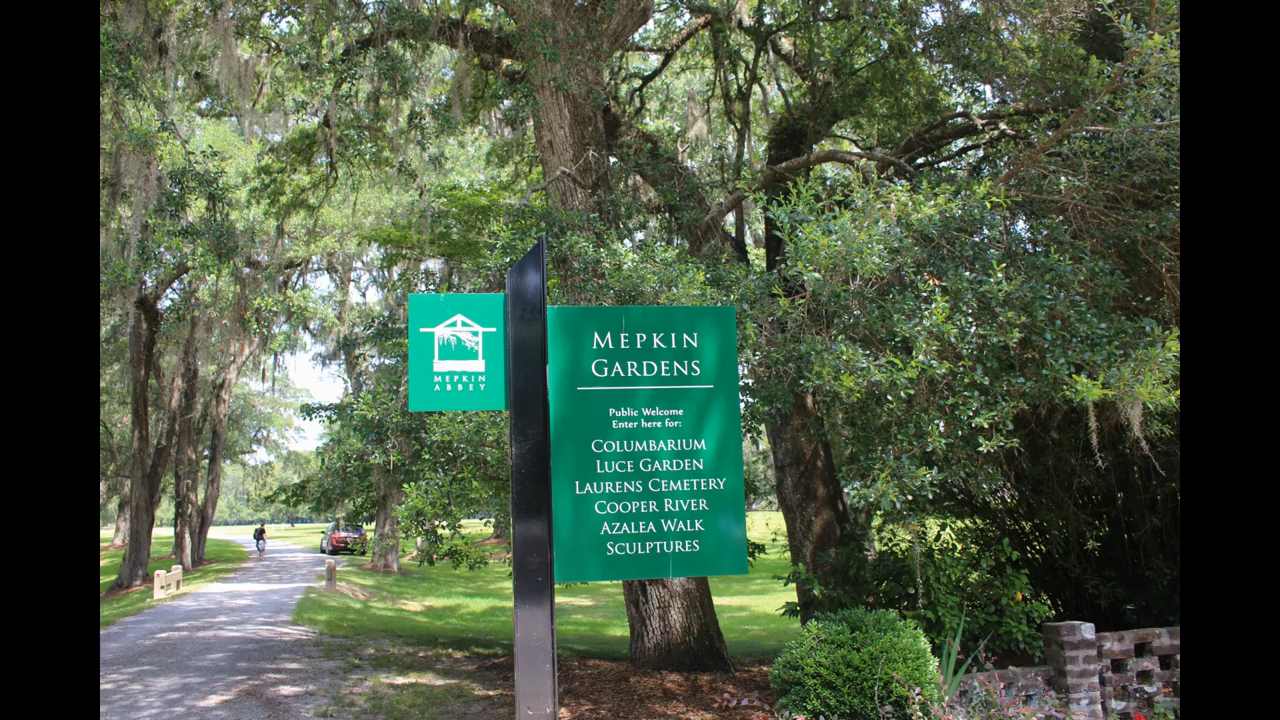 MEPKIN
ABBEY
MEPKIN
GARDENS
Public Welcome
Enter here for:
COLUMBARIUM
LUCE GARDEN
LAURENS CEMETERY
COOPER RIVER
AZALEA WALK
SCULPTURES